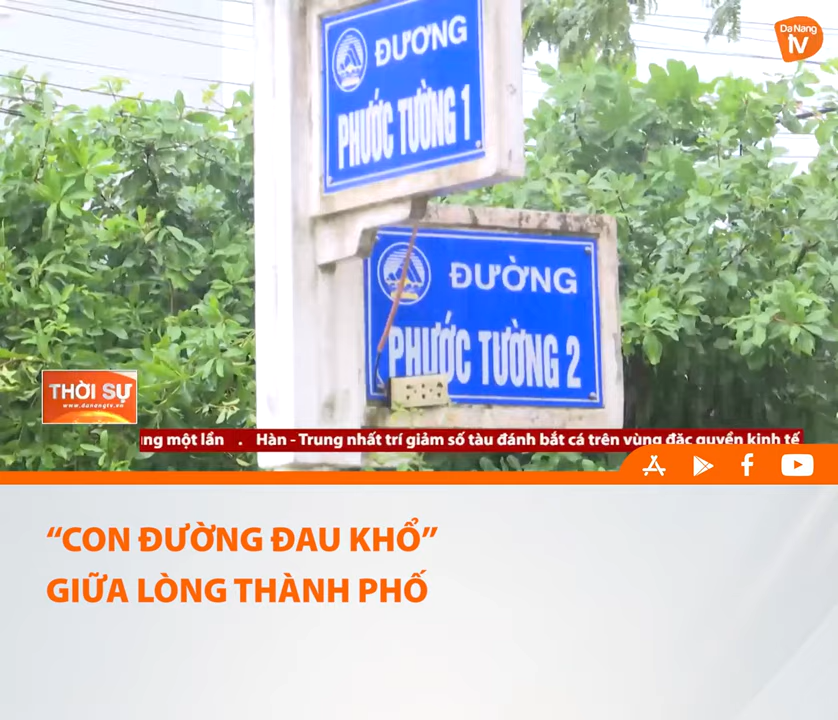 Da Nang
tv
ĐƯỜNG
PHƯỚC TƯỜNG 1
ĐƯỜNG
PHƯỚC TƯỜNG 2
THỜI SỰ
www.danangtv.vn
một lần . Hàn - Trung nhất trí giảm số tàu đánh bắt cá trên vùng đặc quyền kinh tế
“CON ĐƯỜNG ĐAU KHỔ”
GIỮA LÒNG THÀNH PHỐ